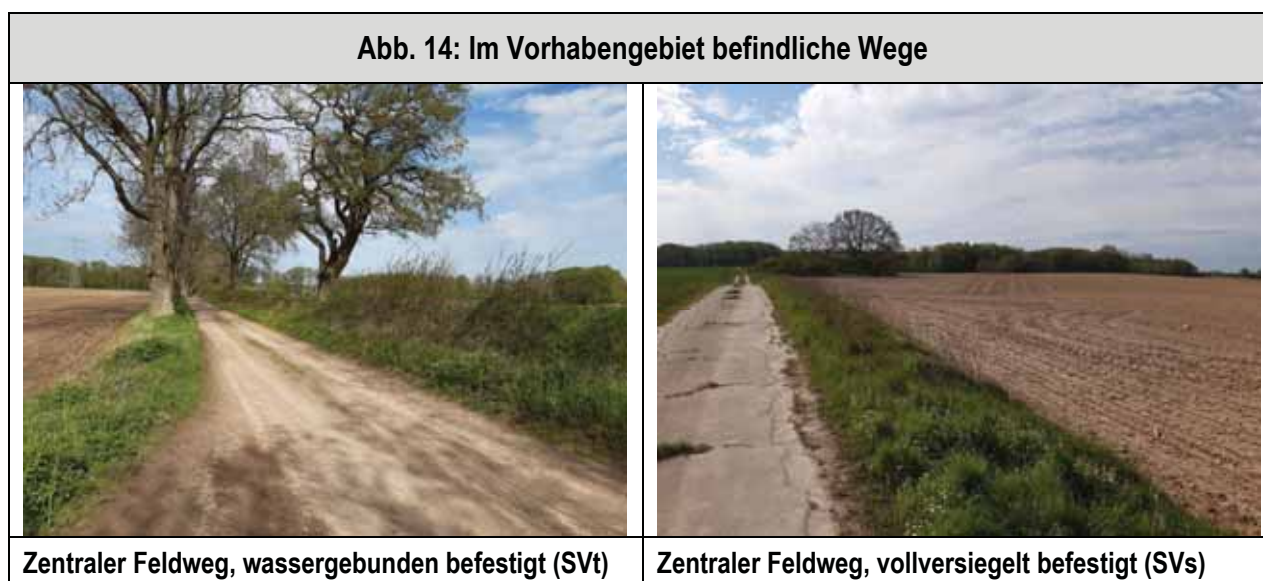 Abb. 14: Im Vorhabengebiet befindliche Wege
Zentraler Feldweg, wassergebunden befestigt (SVt)
Zentraler Feldweg, vollversiegelt befestigt (SVs)